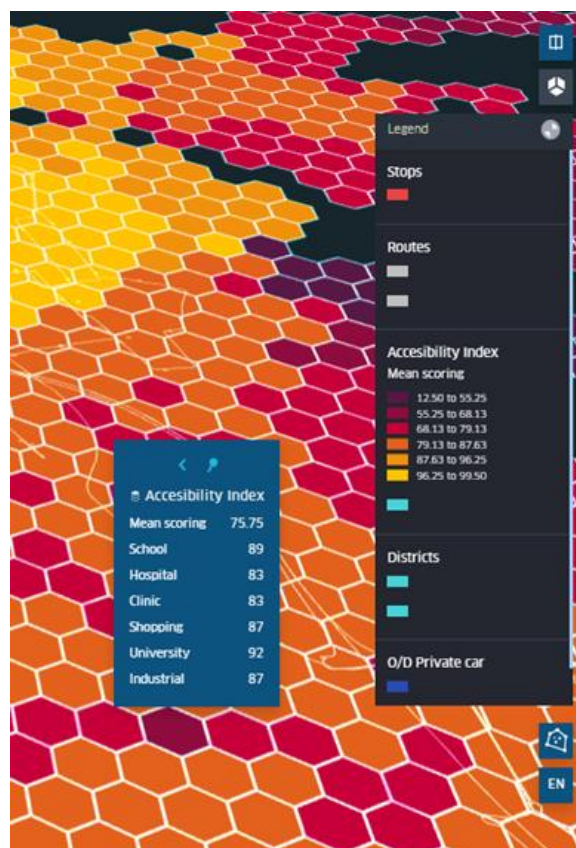 Legend
Stops
Routes
Accesibility Index
Mean scoring
12.50 to 55.25
55.25 to 68.13
68.13 to 79.13
79.13 to 87.63
87.63 to 96.25
96.25 to 99.50
Districts
O/D Private car
EN
Accesibility Index
Mean scoring 75.75
School 89
Hospital 83
Clinic 83
Shopping 87
University 92
Industrial 87